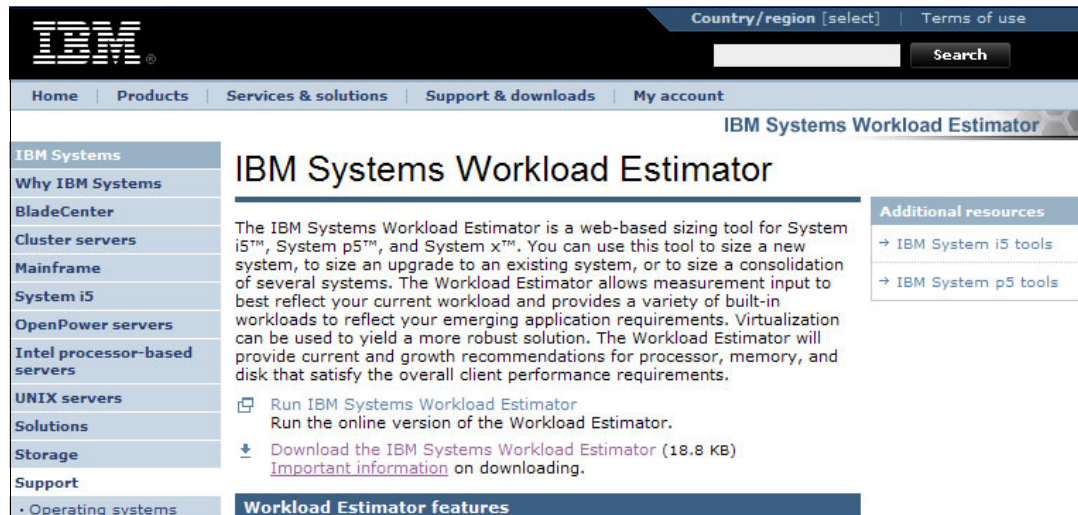 Country/region [select] | Terms of use
IBM®
Search
Home | Products | Services & solutions | Support & downloads | My account
IBM Systems Workload Estimator
IBM Systems
Why IBM Systems
BladeCenter
Cluster servers
Mainframe
System i5
OpenPower servers
Intel processor-based
servers
UNIX servers
Solutions
Storage
Support
· Operating systems
IBM Systems Workload Estimator
The IBM Systems Workload Estimator is a web-based sizing tool for System
i5™, System p5™, and System x™. You can use this tool to size a new
system, to size an upgrade to an existing system, or to size a consolidation
of several systems. The Workload Estimator allows measurement input to
best reflect your current workload and provides a variety of built-in
workloads to reflect your emerging application requirements. Virtualization
can be used to yield a more robust solution. The Workload Estimator will
provide current and growth recommendations for processor, memory, and
disk that satisfy the overall client performance requirements.
Run IBM Systems Workload Estimator
Run the online version of the Workload Estimator.
Download the IBM Systems Workload Estimator (18.8 KB)
Important information on downloading.
Workload Estimator features
Additional resources
→ IBM System i5 tools
→ IBM System p5 tools